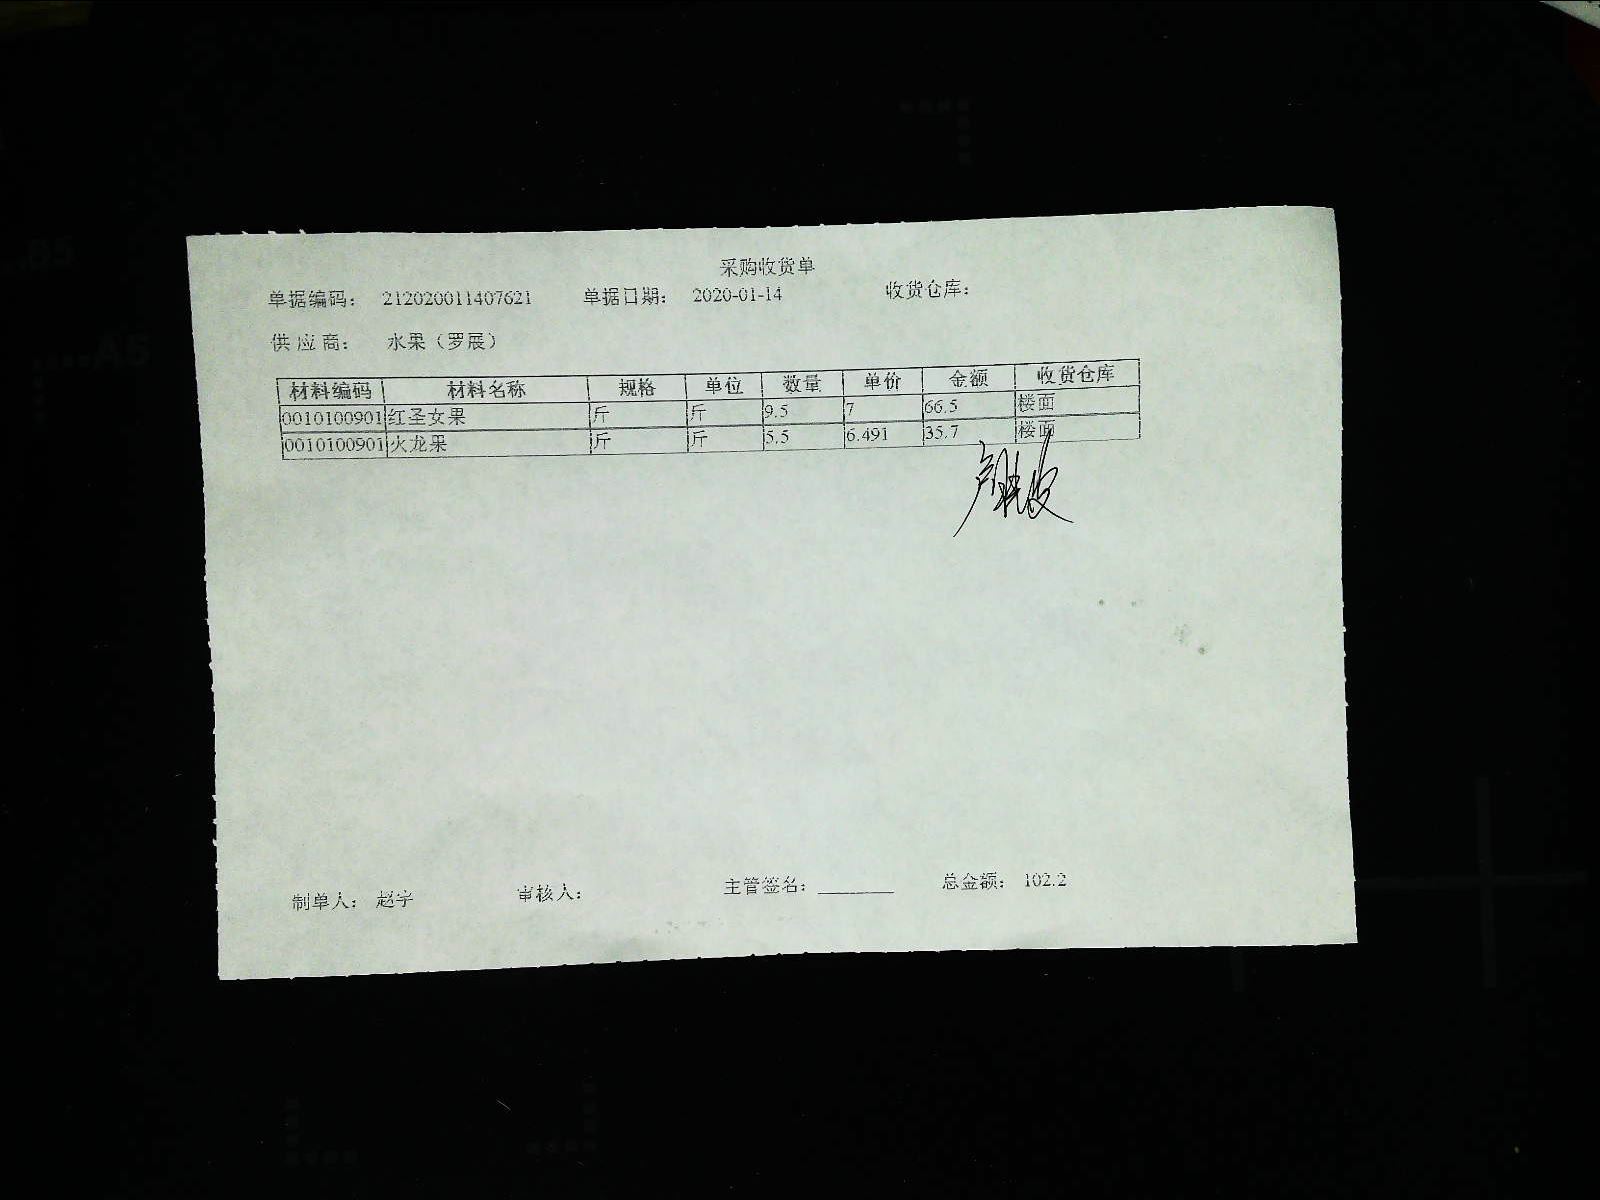 采购收货单
单据编码： 212020011407621 单据日期： 2020-01-14 收货仓库：
供 应 商： 水果（罗展）
材料编码 材料名称 规格 单位 数量 单价 金额 收货仓库
0010100901 红圣女果 斤 斤 9.5 7 66.5 楼面
0010100901 火龙果 斤 斤 5.5 6.491 35.7 楼面
制单人： 赵宇 审核人： 主管签名： 总金额： 102.2